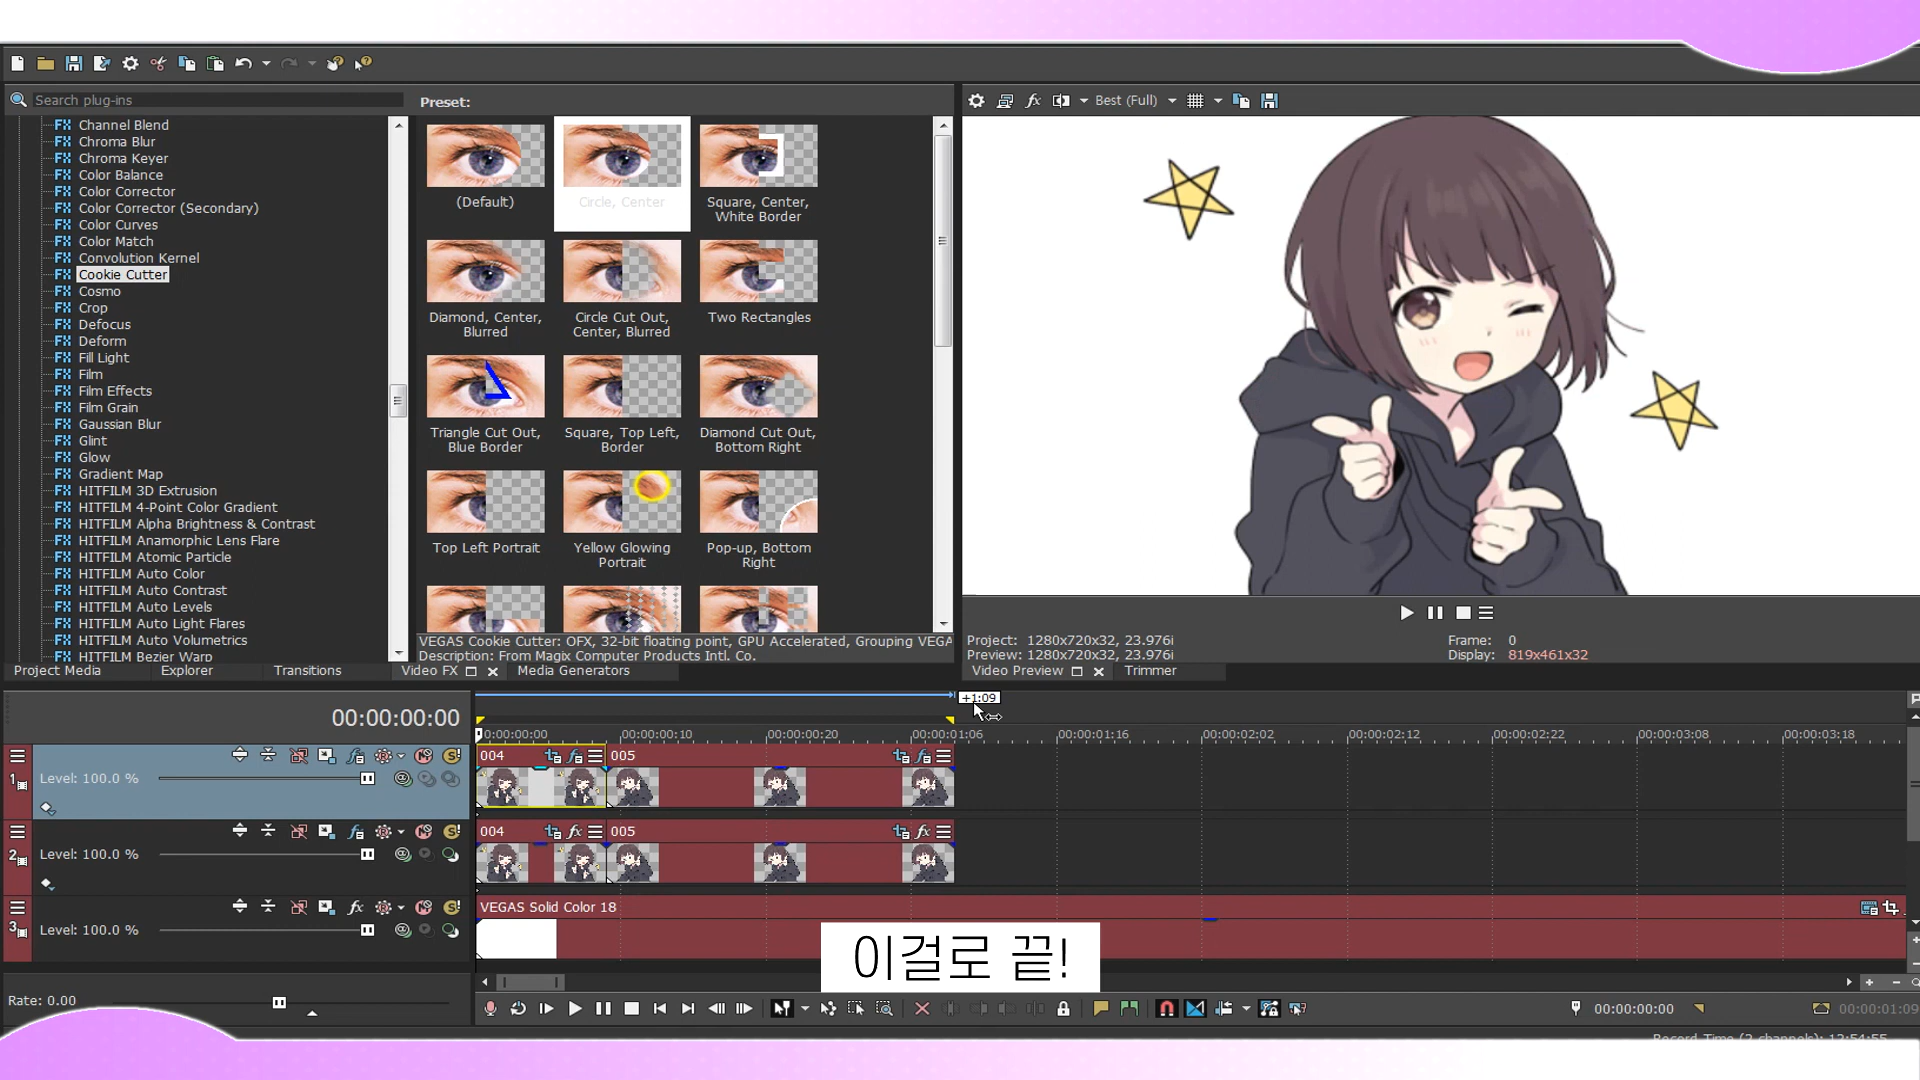 Search plug-ins
Channel Blend
Chroma Blur
Chroma Keyer
Color Balance
Color Corrector
Color Corrector (Secondary)
Color Curves
Color Match
Convolution Kernel
Cookie Cutter
Cosmo
Crop
Defocus
Deform
Fill Light
Film
Film Effects
Film Grain
Gaussian Blur
Glint
Glow
Gradient Map
HITFILM 3D Extrusion
HITFILM 4-Point Color Gradient
HITFILM Alpha Brightness & Contrast
HITFILM Anamorphic Lens Flare
HITFILM Atomic Particle
HITFILM Auto Color
HITFILM Auto Contrast
HITFILM Auto Levels
HITFILM Auto Light Flares
HITFILM Auto Volumetrics
HITFILM Bezier Warp
Preset:
(Default)
Circle, Center
Square, Center,
White Border
Diamond, Center,
Blurred
Circle Cut Out,
Center, Blurred
Two Rectangles
Triangle Cut Out,
Blue Border
Square, Top Left,
Border
Diamond Cut Out,
Bottom Right
Top Left Portrait
Yellow Glowing
Portrait
Pop-up, Bottom
Right
VEGAS Cookie Cutter: OFX, 32-bit floating point, GPU Accelerated, Grouping VEGA
Description: From Magix Computer Products Intl. Co.
Project Media
Explorer
Transitions
Video FX
Media Generators
Best (Full)
Project: 1280x720x32, 23.976i
Preview: 1280x720x32, 23.976i
Frame: 0
Display: 819x461x32
Video Preview
Trimmer
00:00:00:00
+1:09
0:00:00:00
00:00:00:10
00:00:00:20
00:00:01:06
00:00:01:16
00:00:02:02
00:00:02:12
00:00:02:22
00:00:03:08
00:00:03:18
1
Level: 100.0 %
004
005
2
Level: 100.0 %
004
005
3
Level: 100.0 %
VEGAS Solid Color 18
이걸로 끝!
Rate: 0.00
00:00:00:00
00:00:01:09
Record Time (2 channels): 12:54:55